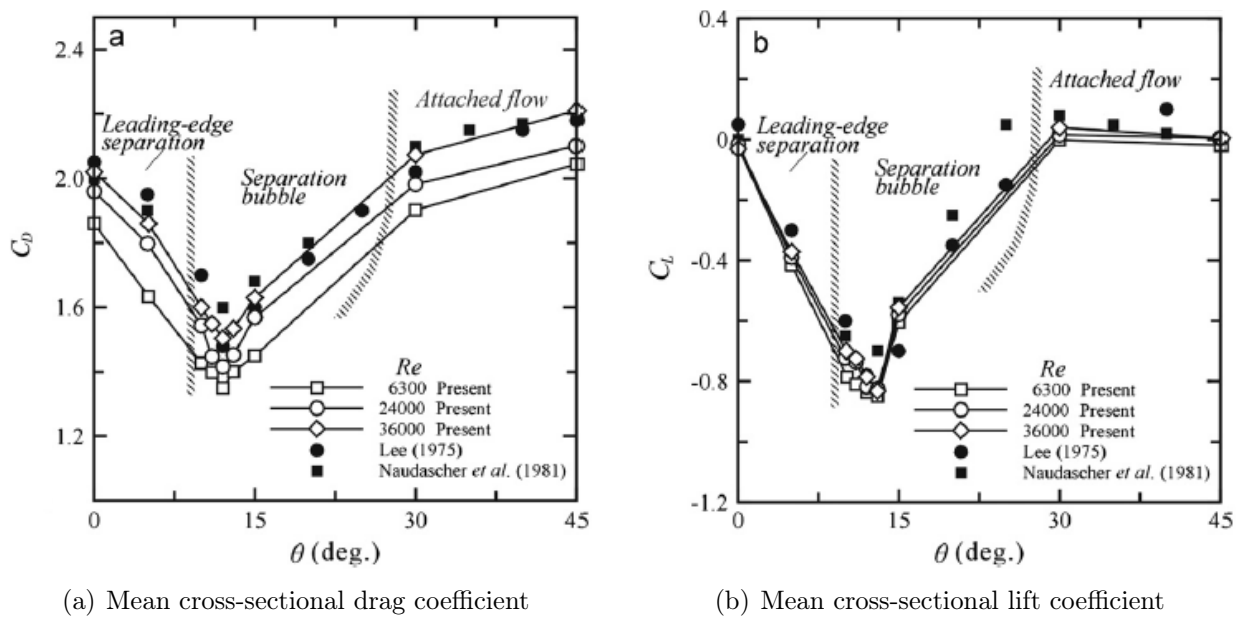 a
2.4
2.0
1.6
1.2
C_D
Leading-edge
separation
Separation
bubble
Attached flow
Re
6300 Present
24000 Present
36000 Present
Lee (1975)
Naudascher et al. (1981)
0 15 30 45
θ (deg.)
(a) Mean cross-sectional drag coefficient
b
0.4
0
-0.4
-0.8
-1.2
C_L
Leading-edge
separation
Separation
bubble
Attached flow
Re
6300 Present
24000 Present
36000 Present
Lee (1975)
Naudascher et al. (1981)
0 15 30 45
θ (deg.)
(b) Mean cross-sectional lift coefficient